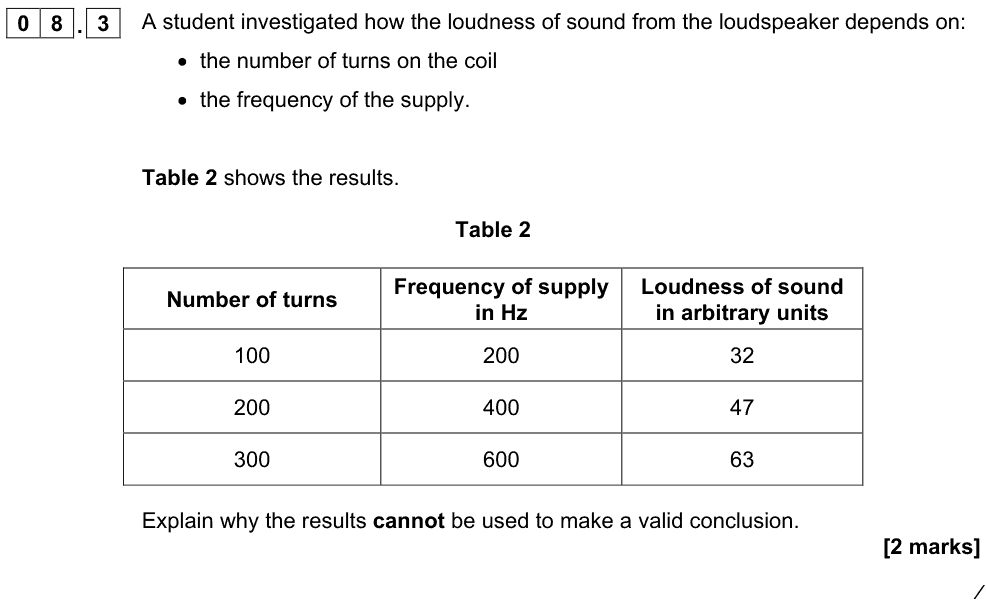 08.3 A student investigated how the loudness of sound from the loudspeaker depends on:
• the number of turns on the coil
• the frequency of the supply.
Table 2 shows the results.
Table 2
Number of turns Frequency of supply in Hz Loudness of sound in arbitrary units
100 200 32
200 400 47
300 600 63
Explain why the results cannot be used to make a valid conclusion.
[2 marks]